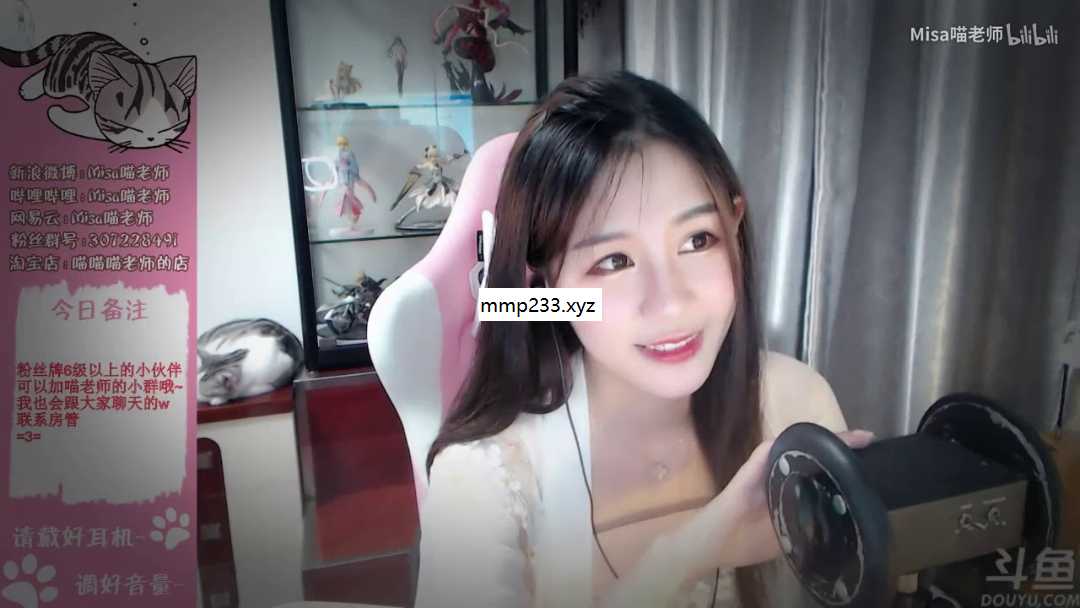 Misa喵老师 bilibili
新浪微博:Misa喵老师
哔哩哔哩:Misa喵老师
网易云:Misa喵老师
粉丝群号:307228491
淘宝店:喵喵喵老师的店
今日备注
粉丝牌6级以上的小伙伴
可以加喵老师的小群哦~
我也会跟大家聊天的w
联系房管
=3=
mmp233.xyz
请戴好耳机~
调好音量~
斗鱼
DOUYU.COM